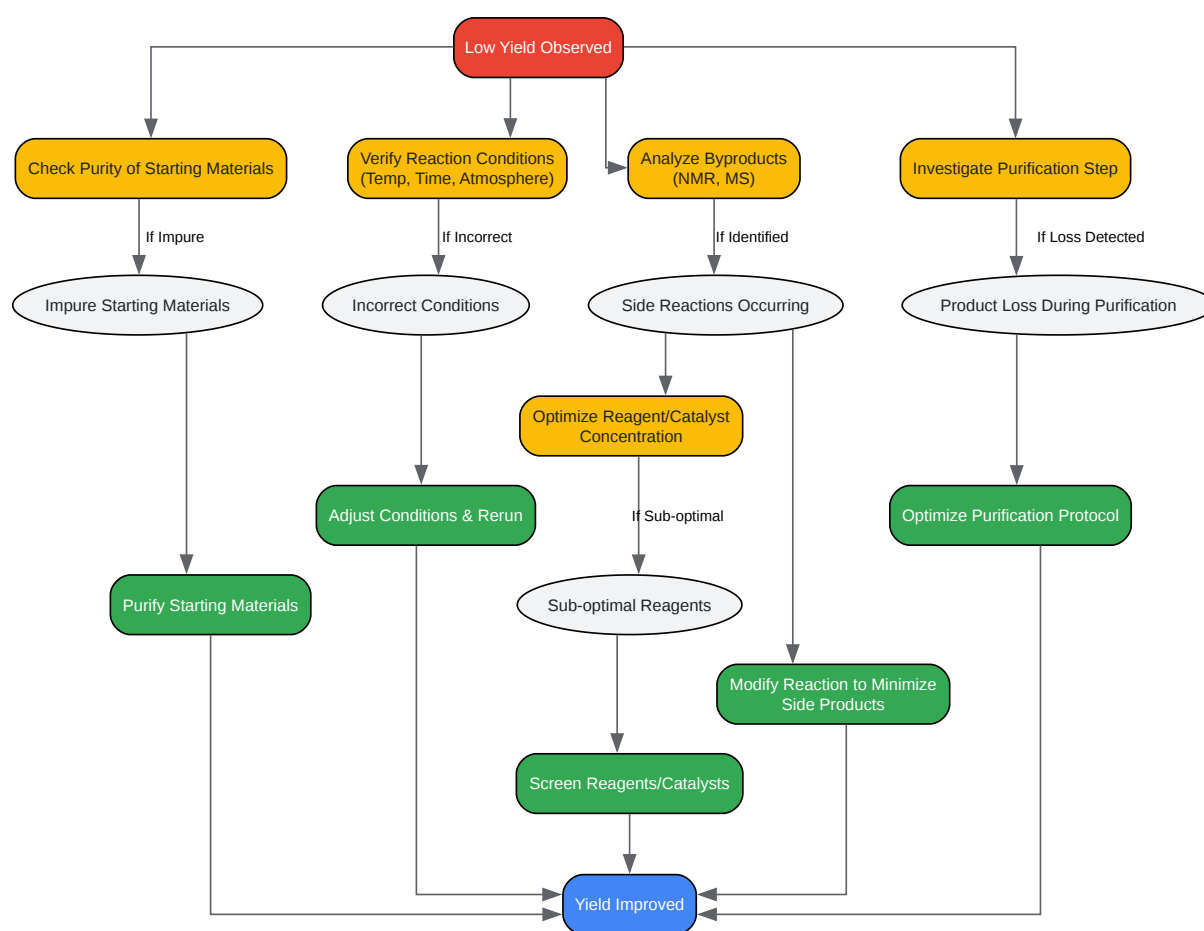 Low Yield Observed
Check Purity of Starting Materials
Verify Reaction Conditions
(Temp, Time, Atmosphere)
Analyze Byproducts
(NMR, MS)
Investigate Purification Step
If Impure
If Incorrect
If Identified
If Loss Detected
Impure Starting Materials
Incorrect Conditions
Side Reactions Occurring
Product Loss During Purification
Optimize Reagent/Catalyst
Concentration
Adjust Conditions & Rerun
If Sub-optimal
Optimize Purification Protocol
Purify Starting Materials
Sub-optimal Reagents
Modify Reaction to Minimize
Side Products
Screen Reagents/Catalysts
Yield Improved